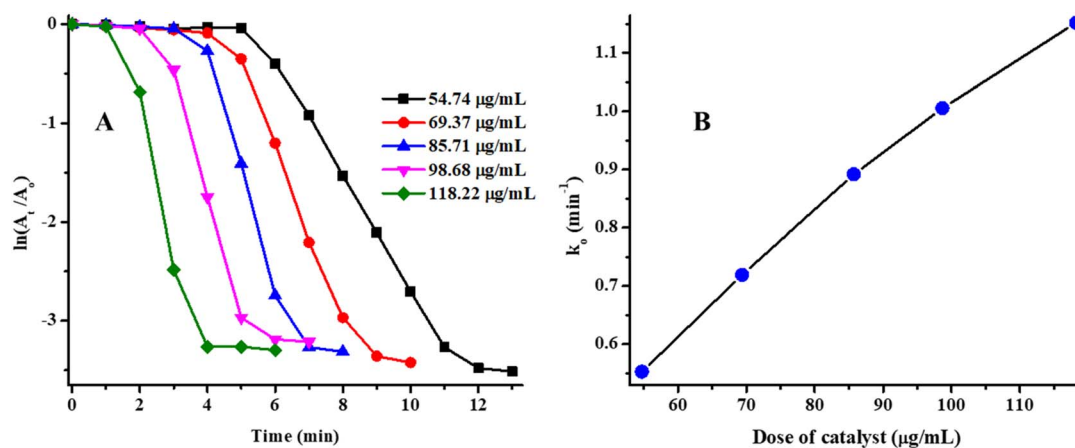 A
ln(Aₜ/Aₒ)
0
-1
-2
-3
0
2
4
6
8
10
12
Time (min)
54.74 µg/mL
69.37 µg/mL
85.71 µg/mL
98.68 µg/mL
118.22 µg/mL
B
kₒ (min⁻¹)
1.1
1.0
0.9
0.8
0.7
0.6
60
70
80
90
100
110
Dose of catalyst (µg/mL)